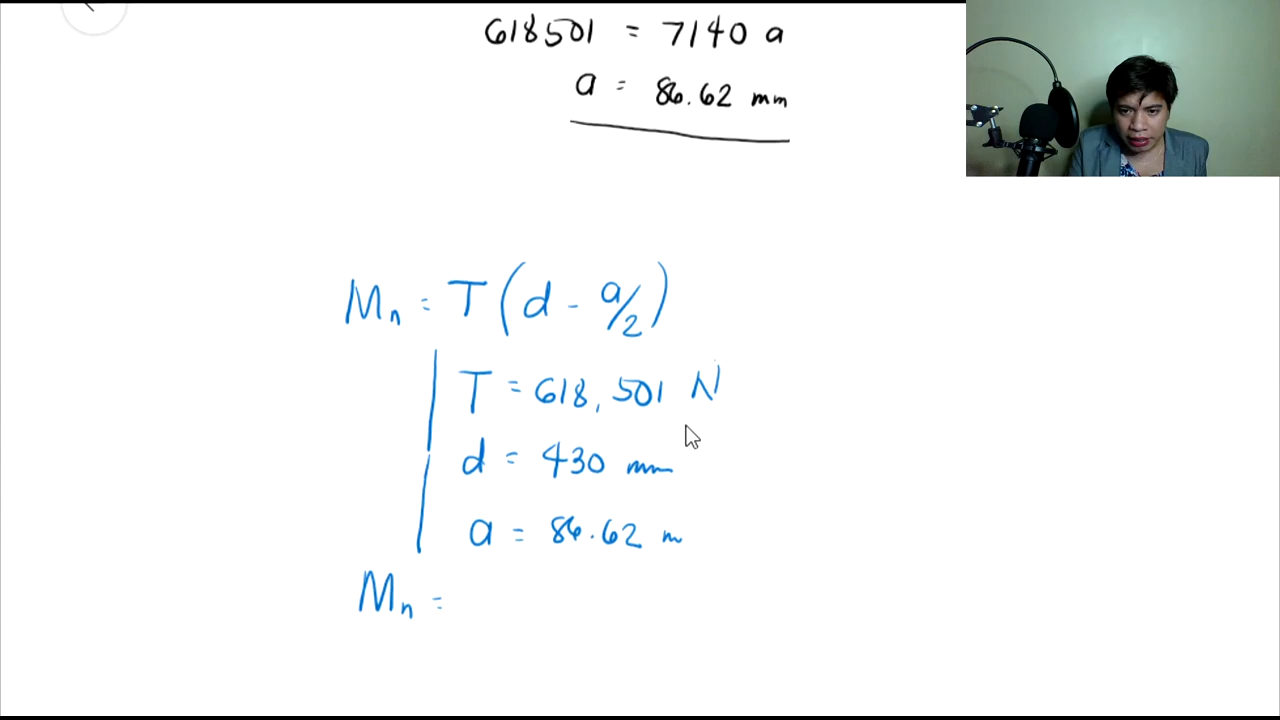 618501 = 7140 a
a = 86.62 mm
Mn = T(d - a/2)
T = 618,501 N
d = 430 mm
a = 86.62 m
Mn =